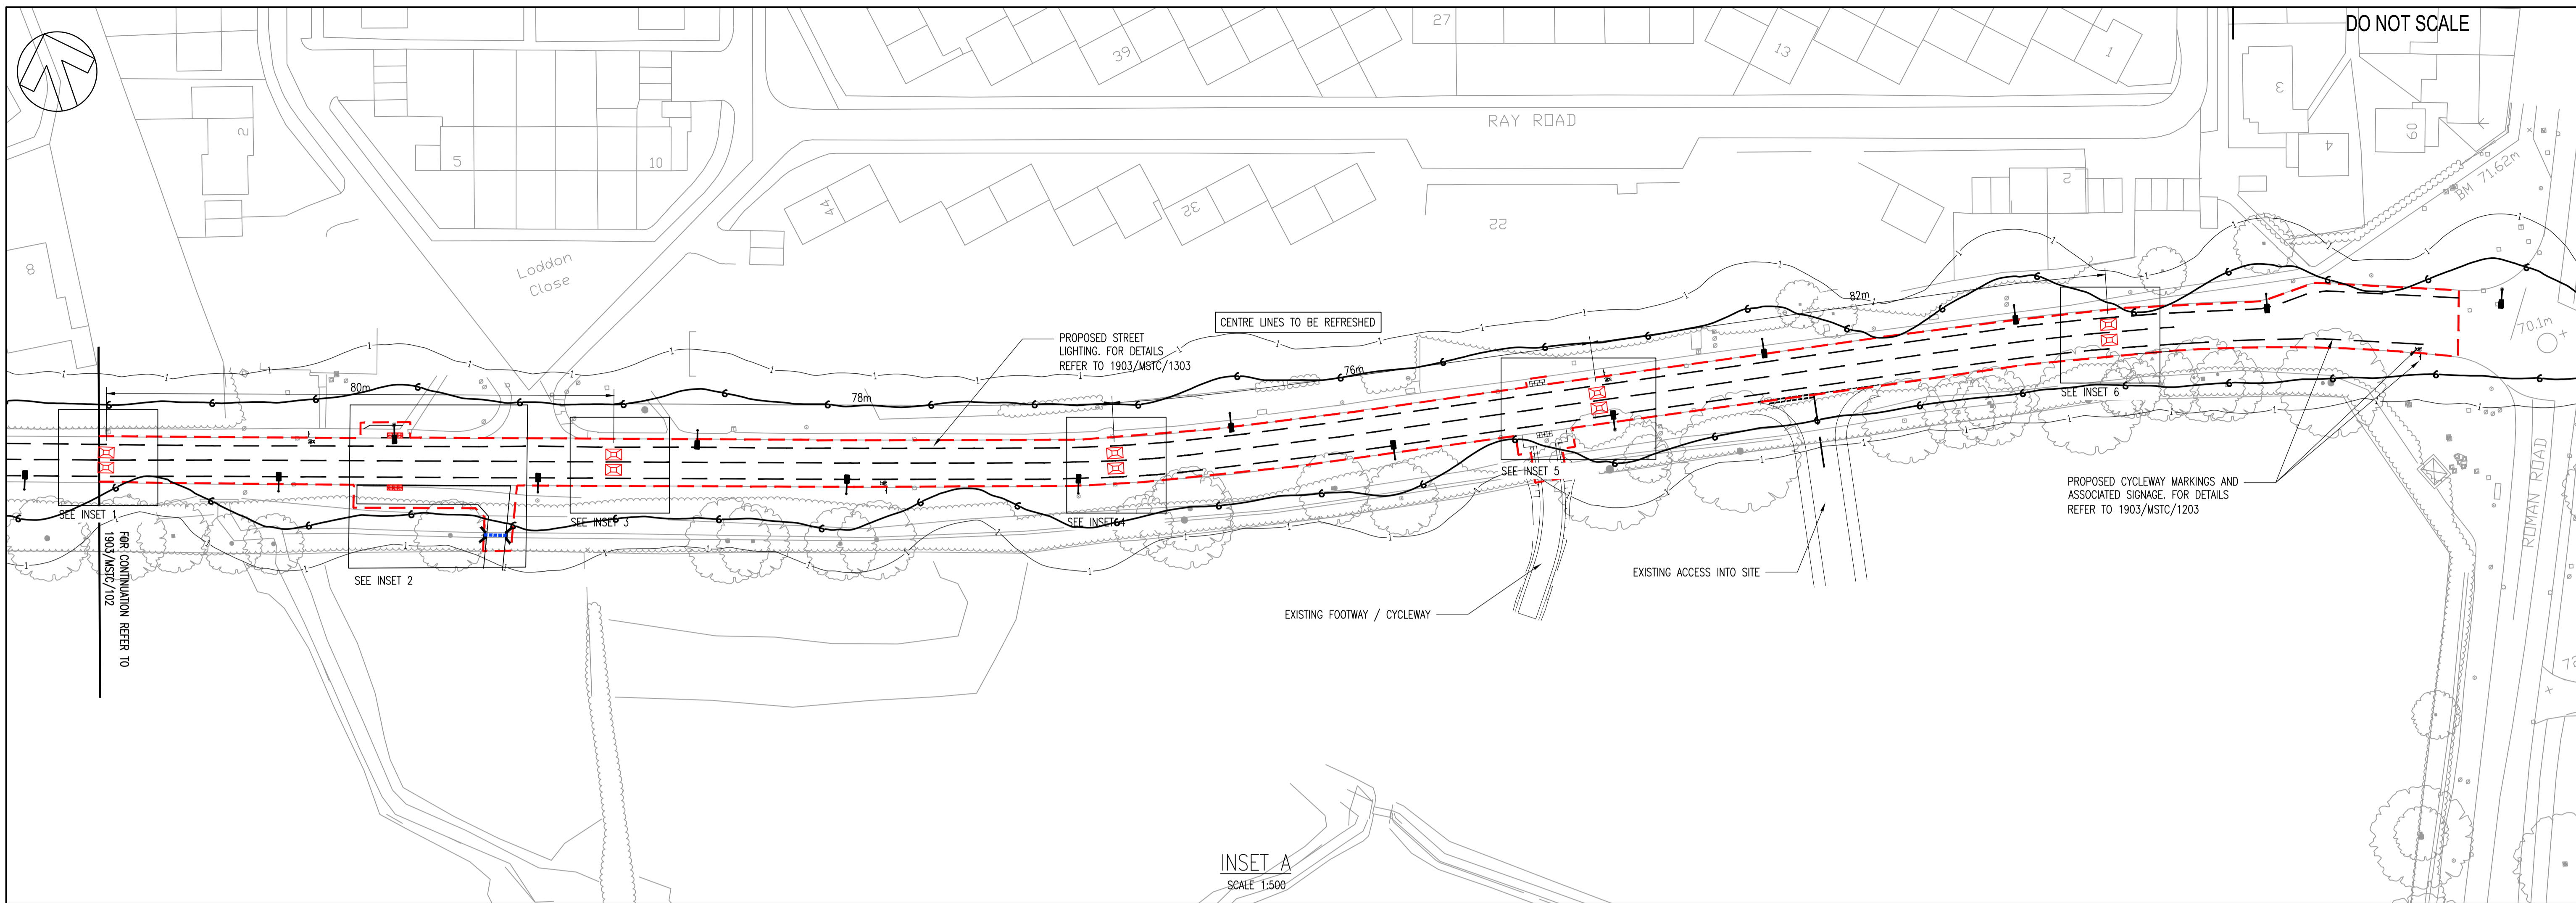 DO NOT SCALE
27
39
13
1
3
4
60
2
5
10
RAY ROAD
BM 71.62m
44
32
22
2
8
Loddon
Close
CENTRE LINES TO BE REFRESHED
PROPOSED STREET
LIGHTING. FOR DETAILS
REFER TO 1903/MSTC/1303
80m
78m
76m
82m
70.1m
SEE INSET 1
SEE INSET 2
SEE INSET 3
SEE INSET 4
SEE INSET 5
SEE INSET 6
FOR CONTINUATION REFER TO
1903/MSTC/102
PROPOSED CYCLEWAY MARKINGS AND
ASSOCIATED SIGNAGE. FOR DETAILS
REFER TO 1903/MSTC/1203
EXISTING ACCESS INTO SITE
EXISTING FOOTWAY / CYCLEWAY
ROMAN ROAD
INSET A
SCALE 1:500